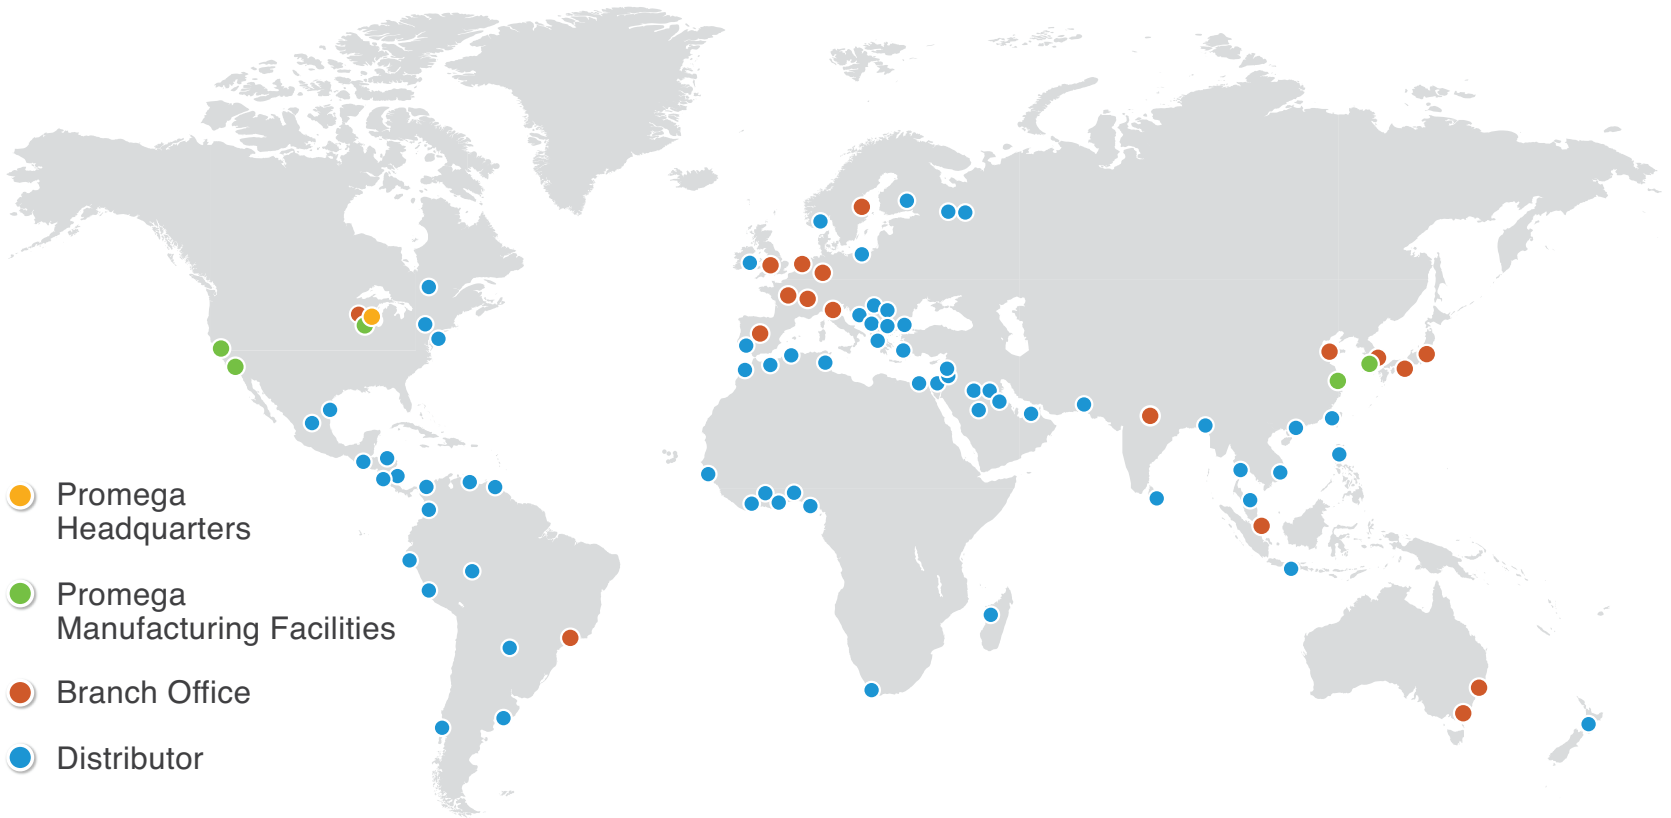 Promega
Headquarters
Promega
Manufacturing Facilities
Branch Office
Distributor